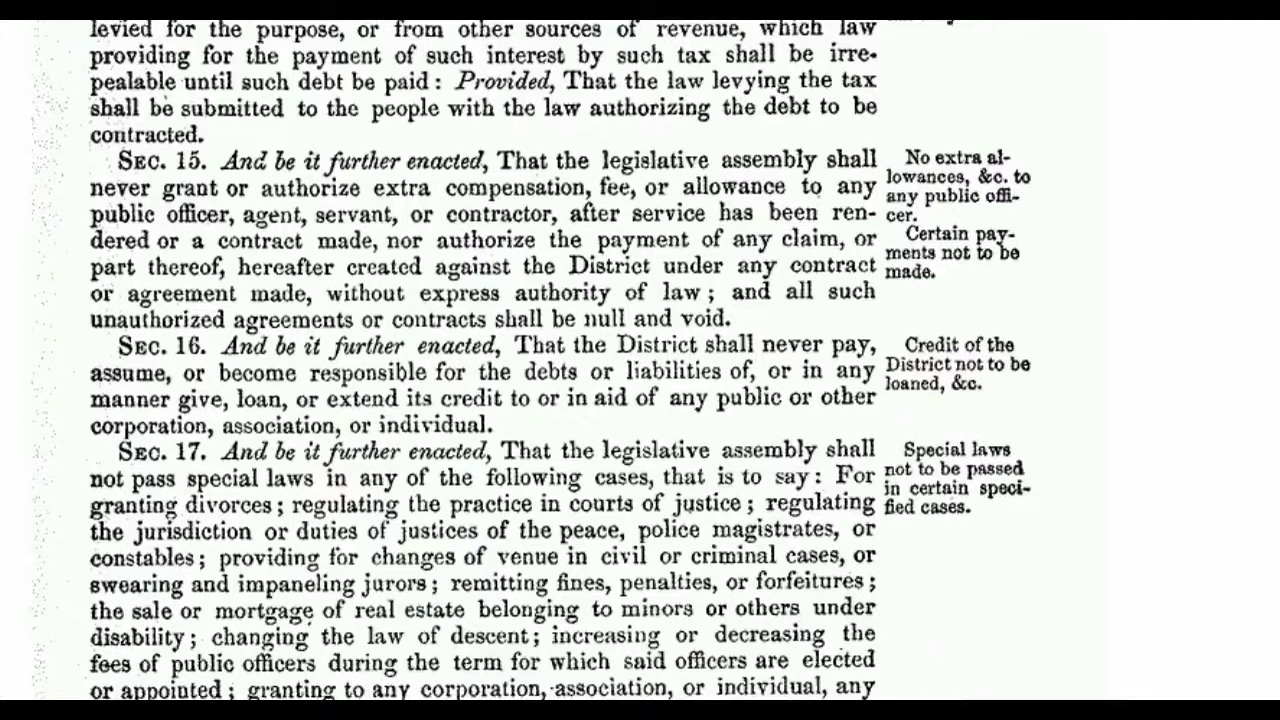 levied for the purpose, or from other sources of revenue, which law
providing for the payment of such interest by such tax shall be irre-
pealable until such debt be paid: Provided, That the law levying the tax
shall be submitted to the people with the law authorizing the debt to be
contracted.
SEC. 15. And be it further enacted, That the legislative assembly shall
never grant or authorize extra compensation, fee, or allowance to any
public officer, agent, servant, or contractor, after service has been ren-
dered or a contract made, nor authorize the payment of any claim, or
part thereof, hereafter created against the District under any contract
or agreement made, without express authority of law; and all such
unauthorized agreements or contracts shall be null and void.
No extra al-
lowances, &c. to
any public offi-
cer.
Certain pay-
ments not to be
made.
SEC. 16. And be it further enacted, That the District shall never pay,
assume, or become responsible for the debts or liabilities of, or in any
manner give, loan, or extend its credit to or in aid of any public or other
corporation, association, or individual.
Credit of the
District not to be
loaned, &c.
SEC. 17. And be it further enacted, That the legislative assembly shall
not pass special laws in any of the following cases, that is to say: For
granting divorces; regulating the practice in courts of justice; regulating
the jurisdiction or duties of justices of the peace, police magistrates, or
constables; providing for changes of venue in civil or criminal cases, or
swearing and impaneling jurors; remitting fines, penalties, or forfeitures;
the sale or mortgage of real estate belonging to minors or others under
disability; changing the law of descent; increasing or decreasing the
fees of public officers during the term for which said officers are elected
or appointed; granting to any corporation, association, or individual, any
Special laws
not to be passed
in certain speci-
fied cases.